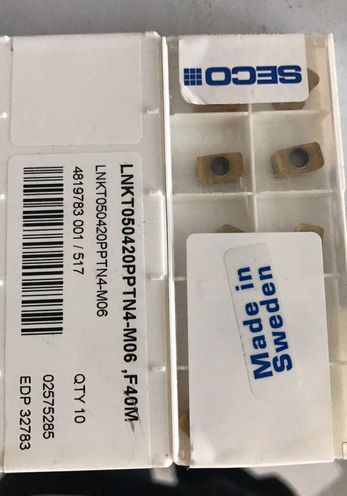 SECO
LNKT050420PPTN4-M06 ,F40M
LNKT050420PPTN4-M06
4819783 001 / 517
QTY 10
02575285
EDP 32783
Made in
Sweden